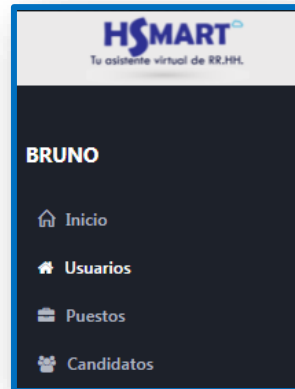 HSMART
Tu asistente virtual de RR.HH.
BRUNO
Inicio
Usuarios
Puestos
Candidatos